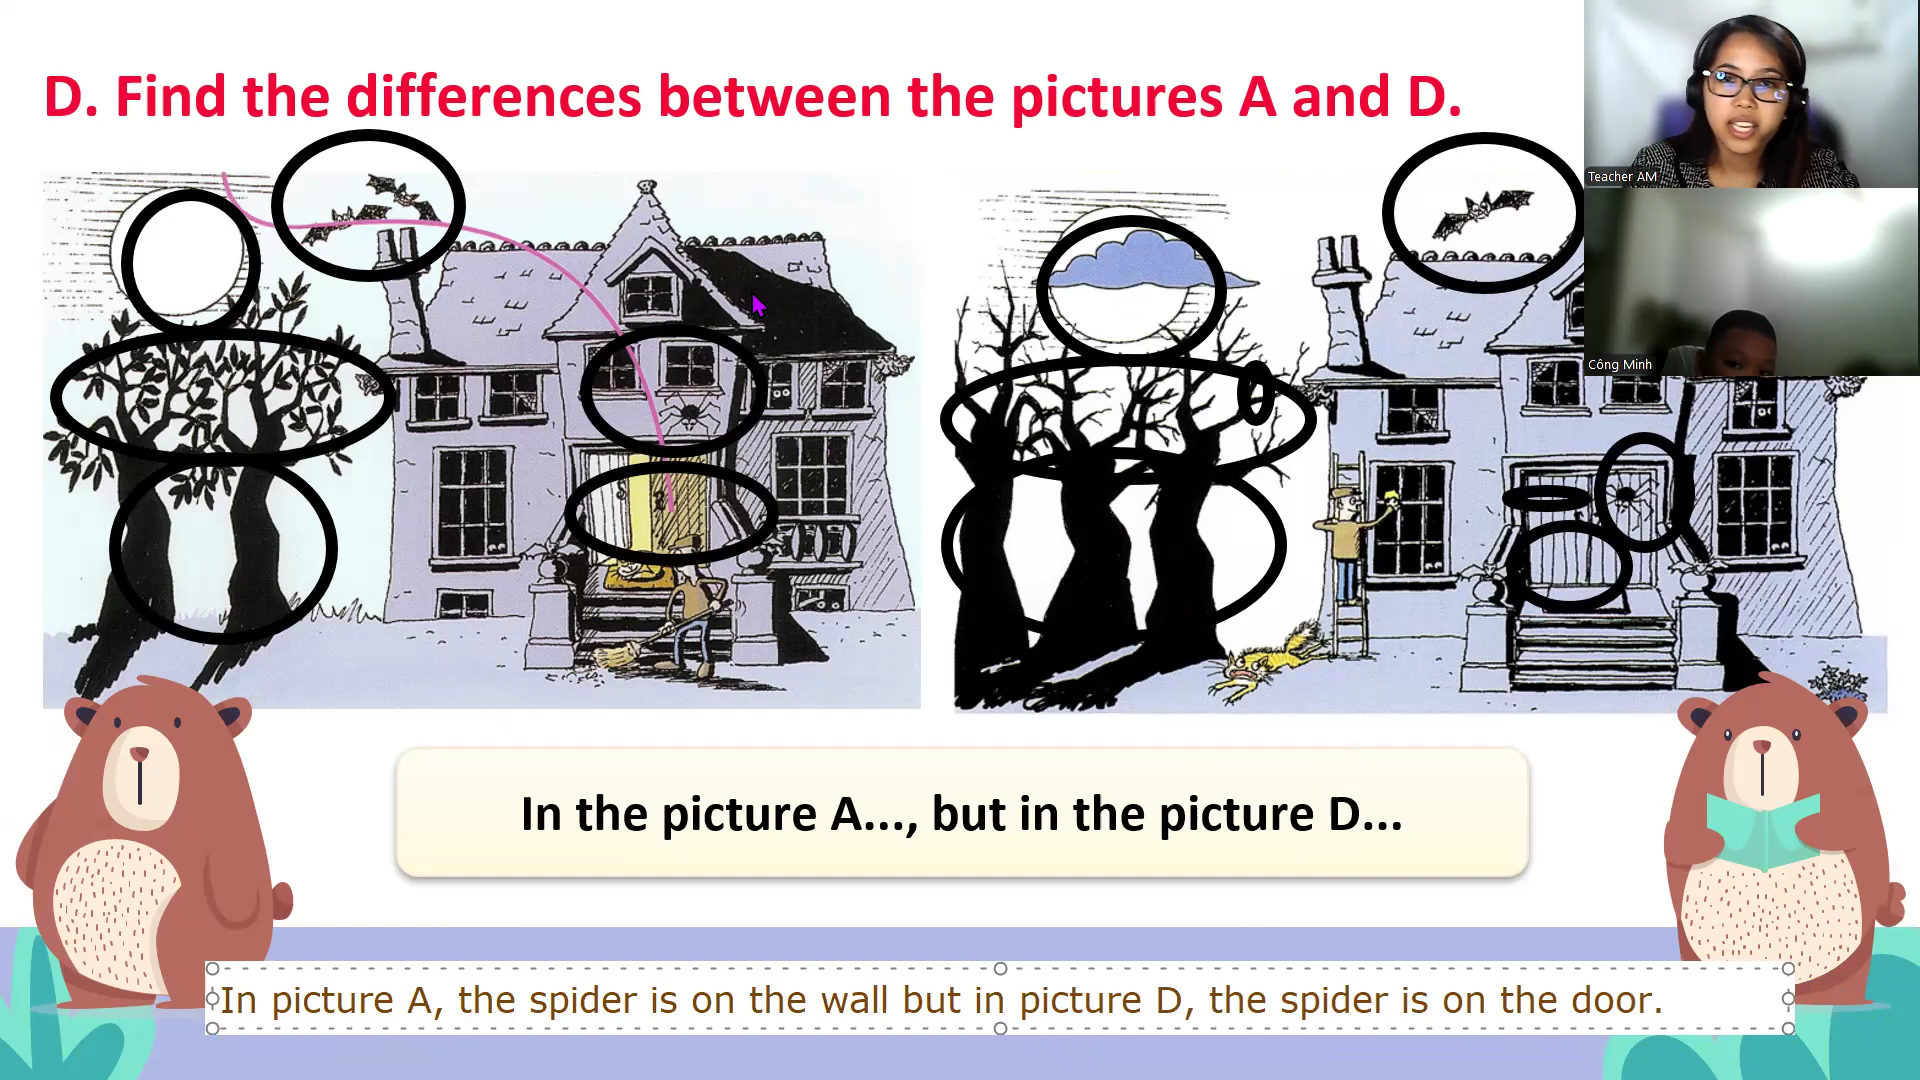 D. Find the differences between the pictures A and D.
Teacher AM
Công Minh
In the picture A..., but in the picture D...
In picture A, the spider is on the wall but in picture D, the spider is on the door.